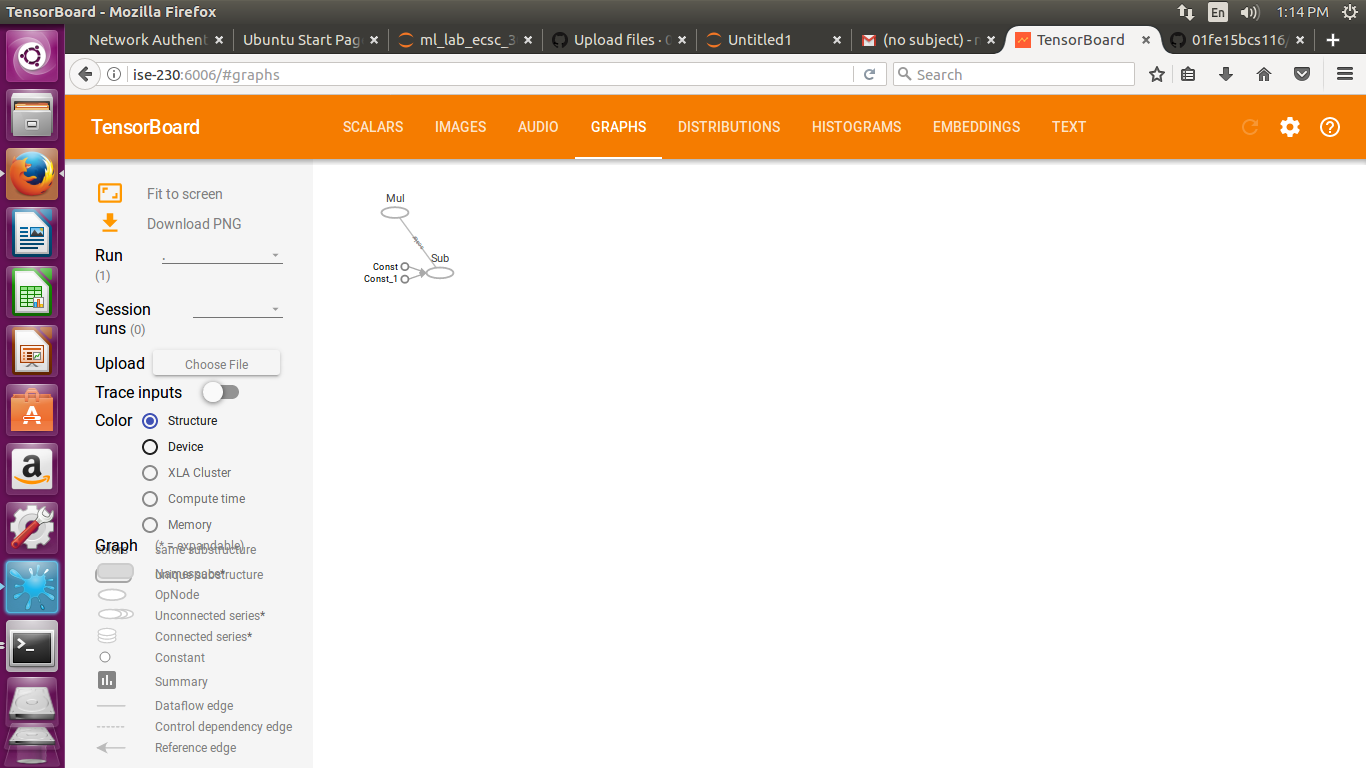 TensorBoard - Mozilla Firefox
En
1:14 PM
Network Authent
Ubuntu Start Pag
ml_lab_ecsc_3
Upload files · 0
Untitled1
(no subject) - r
TensorBoard
01fe15bcs116/
ise-230:6006/#graphs
Search
TensorBoard
SCALARS
IMAGES
AUDIO
GRAPHS
DISTRIBUTIONS
HISTOGRAMS
EMBEDDINGS
TEXT
Fit to screen
Download PNG
Run
(1)
.
Session
runs (0)
Upload
Choose File
Trace inputs
Color
Structure
Device
XLA Cluster
Compute time
Memory
colors
same substructure
unique substructure
Graph
(* = expandable)
Namespace*
OpNode
Unconnected series*
Connected series*
Constant
Summary
Dataflow edge
Control dependency edge
Reference edge
Mul
Sub
Const
Const_1